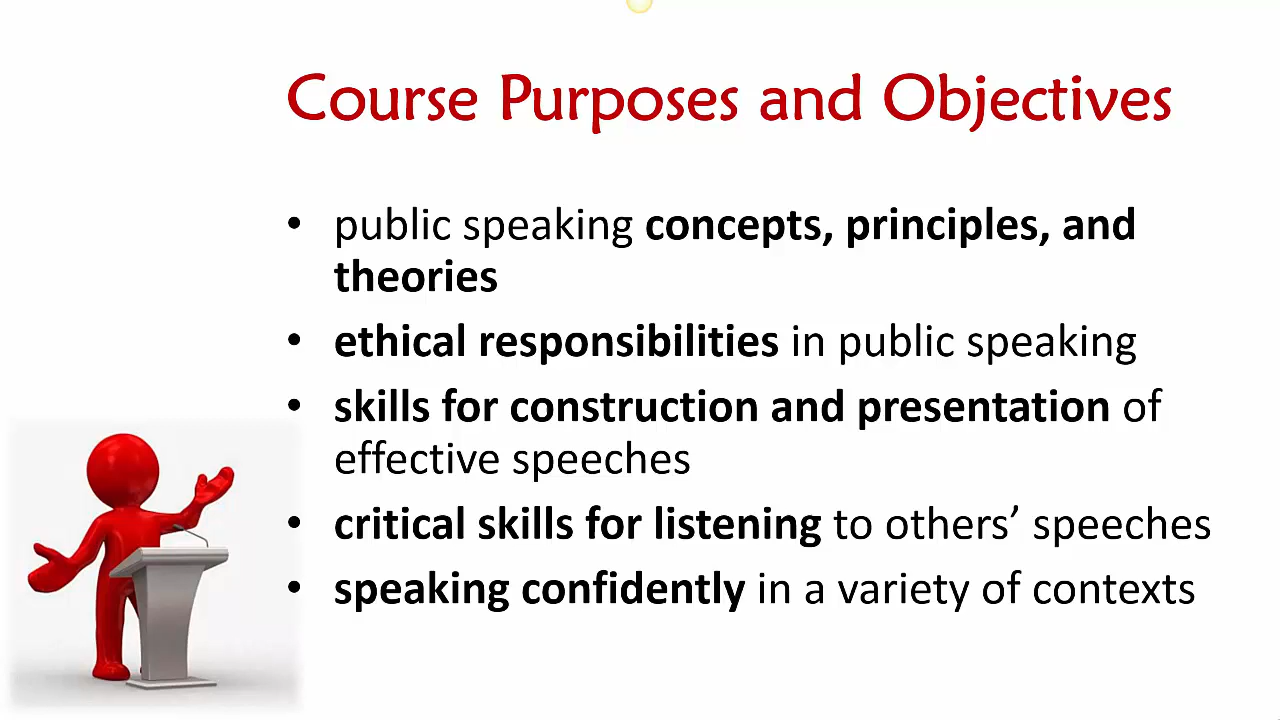 Course Purposes and Objectives
• public speaking concepts, principles, and
theories
• ethical responsibilities in public speaking
• skills for construction and presentation of
effective speeches
• critical skills for listening to others’ speeches
• speaking confidently in a variety of contexts